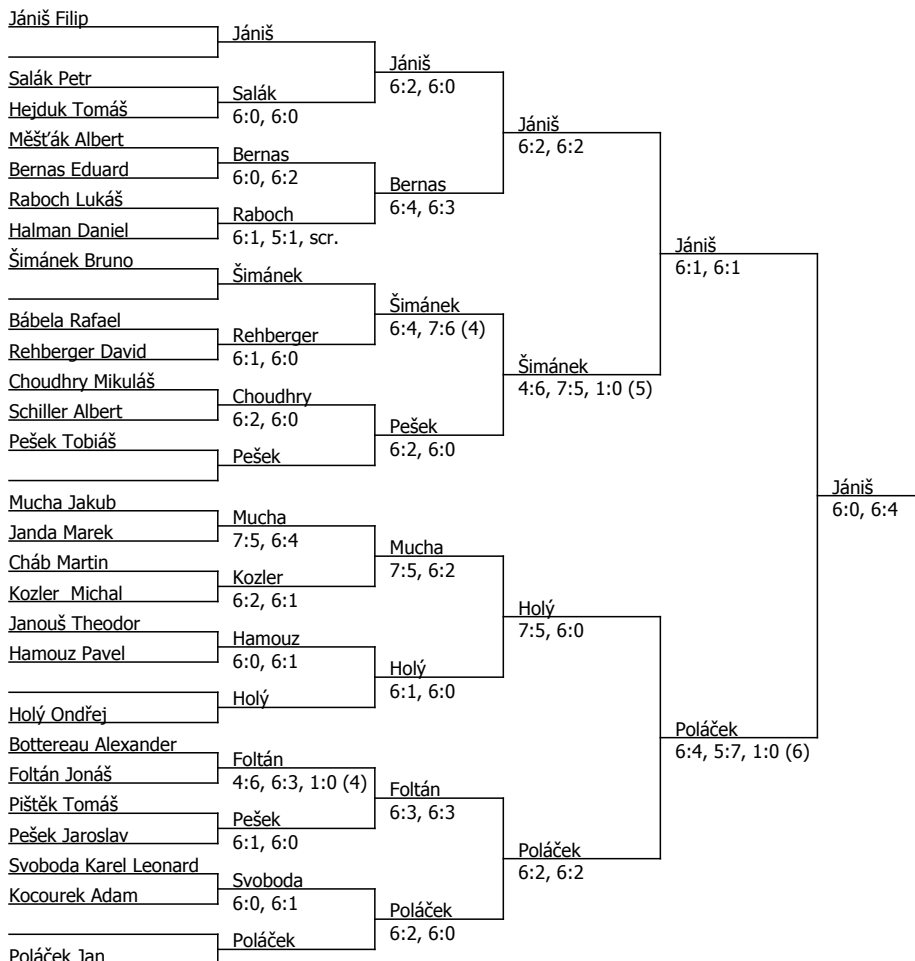 Jániš Filip
Salák Petr
Hejduk Tomáš
Měšťák Albert
Bernas Eduard
Raboch Lukáš
Halman Daniel
Šimánek Bruno
Bábela Rafael
Rehberger David
Choudhry Mikuláš
Schiller Albert
Pešek Tobiáš
Mucha Jakub
Janda Marek
Cháb Martin
Kozler  Michal
Janouš Theodor
Hamouz Pavel
Holý Ondřej
Bottereau Alexander
Foltán Jonáš
Pištěk Tomáš
Pešek Jaroslav
Svoboda Karel Leonard
Kocourek Adam
Poláček Jan
Jániš
Salák
6:0, 6:0
Bernas
6:0, 6:2
Raboch
6:1, 5:1, scr.
Šimánek
Rehberger
6:1, 6:0
Choudhry
6:2, 6:0
Pešek
Mucha
7:5, 6:4
Kozler
6:2, 6:1
Hamouz
6:0, 6:1
Holý
Foltán
4:6, 6:3, 1:0 (4)
Pešek
6:1, 6:0
Svoboda
6:0, 6:1
Poláček
Jániš
6:2, 6:0
Bernas
6:4, 6:3
Šimánek
6:4, 7:6 (4)
Pešek
6:2, 6:0
Mucha
7:5, 6:2
Holý
6:1, 6:0
Foltán
6:3, 6:3
Poláček
6:2, 6:0
Jániš
6:2, 6:2
Šimánek
4:6, 7:5, 1:0 (5)
Holý
7:5, 6:0
Poláček
6:2, 6:2
Jániš
6:1, 6:1
Poláček
6:4, 5:7, 1:0 (6)
Jániš
6:0, 6:4